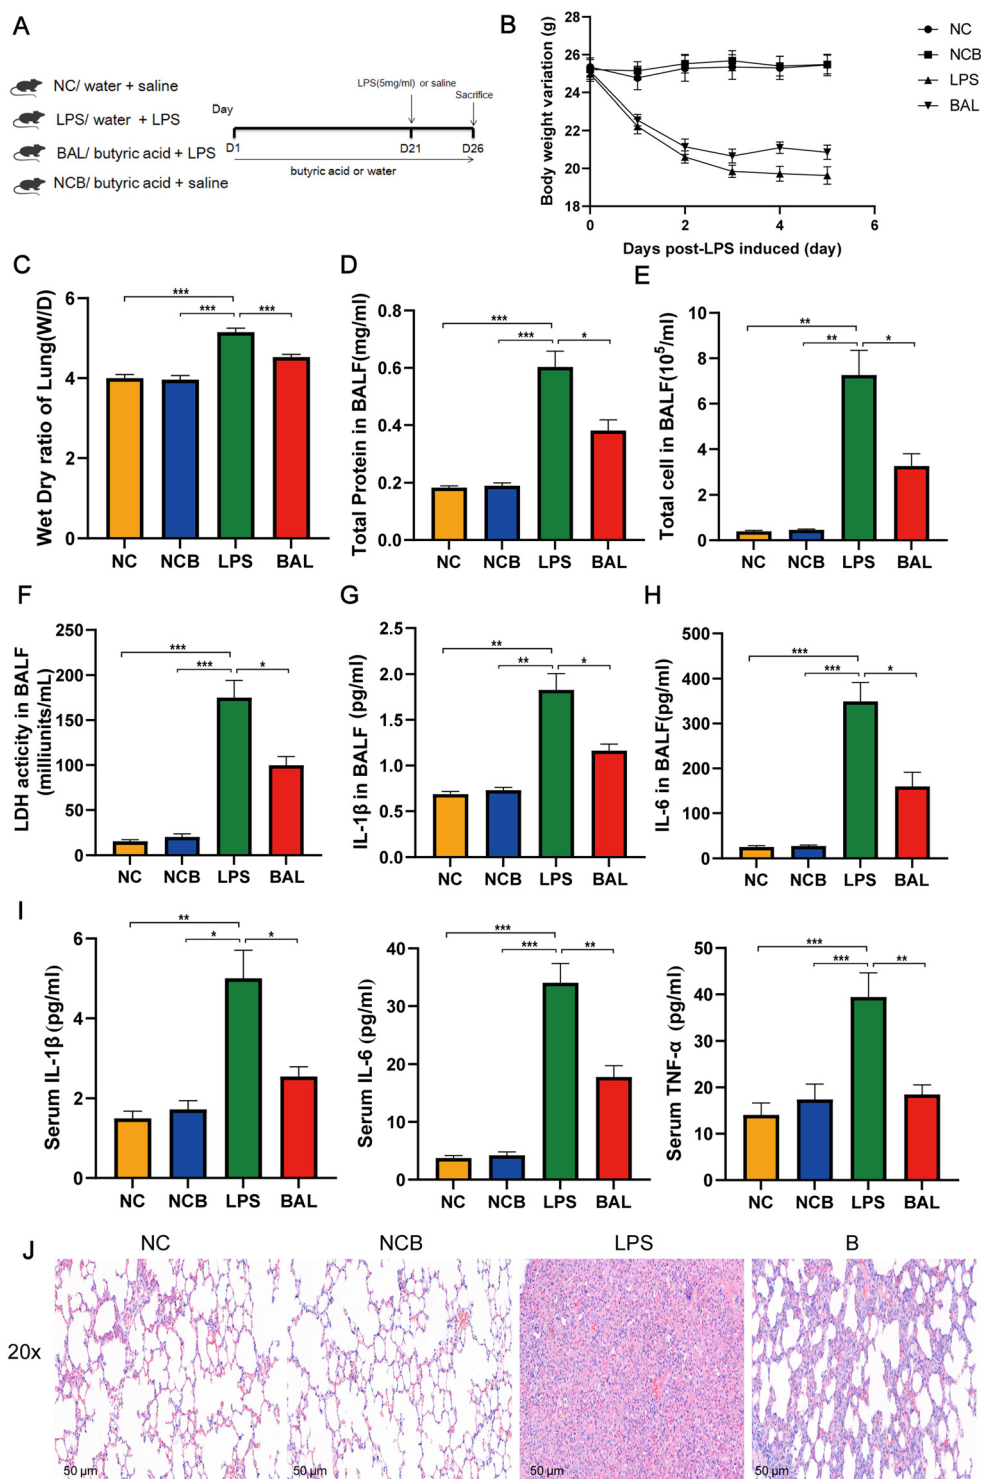 A
NC/ water + saline
LPS/ water + LPS
BAL/ butyric acid + LPS
NCB/ butyric acid + saline
LPS(5mg/ml) or saline
Sacrifice
Day
D1 D21 D26
butyric acid or water
B
Body weight variation (g)
28
26
24
22
20
18
0 2 4 6
Days post-LPS induced (day)
NC
NCB
LPS
BAL
C
Wet Dry ratio of Lung(W/D)
6
4
2
0
*** *** ***
NC NCB LPS BAL
D
Total Protein in BALF(mg/ml)
0.8
0.6
0.4
0.2
0.0
*** *** *
NC NCB LPS BAL
E
Total cell in BALF(10⁵/ml)
10
8
6
4
2
0
** ** *
NC NCB LPS BAL
F
LDH acticity in BALF
(milliunits/mL)
250
200
150
100
50
0
*** *** *
NC NCB LPS BAL
G
IL-1β in BALF (pg/ml)
2.5
2.0
1.5
1.0
0.5
0.0
** ** *
NC NCB LPS BAL
H
IL-6 in BALF(pg/ml)
500
400
300
200
100
0
*** *** *
NC NCB LPS BAL
I
Serum IL-1β (pg/ml)
6
4
2
0
** * *
NC NCB LPS BAL
Serum IL-6 (pg/ml)
40
30
20
10
0
*** *** **
NC NCB LPS BAL
Serum TNF-α (pg/ml)
50
40
30
20
10
0
*** *** **
NC NCB LPS BAL
J
NC NCB LPS B
20x
50 μm 50 μm 50 μm 50 μm